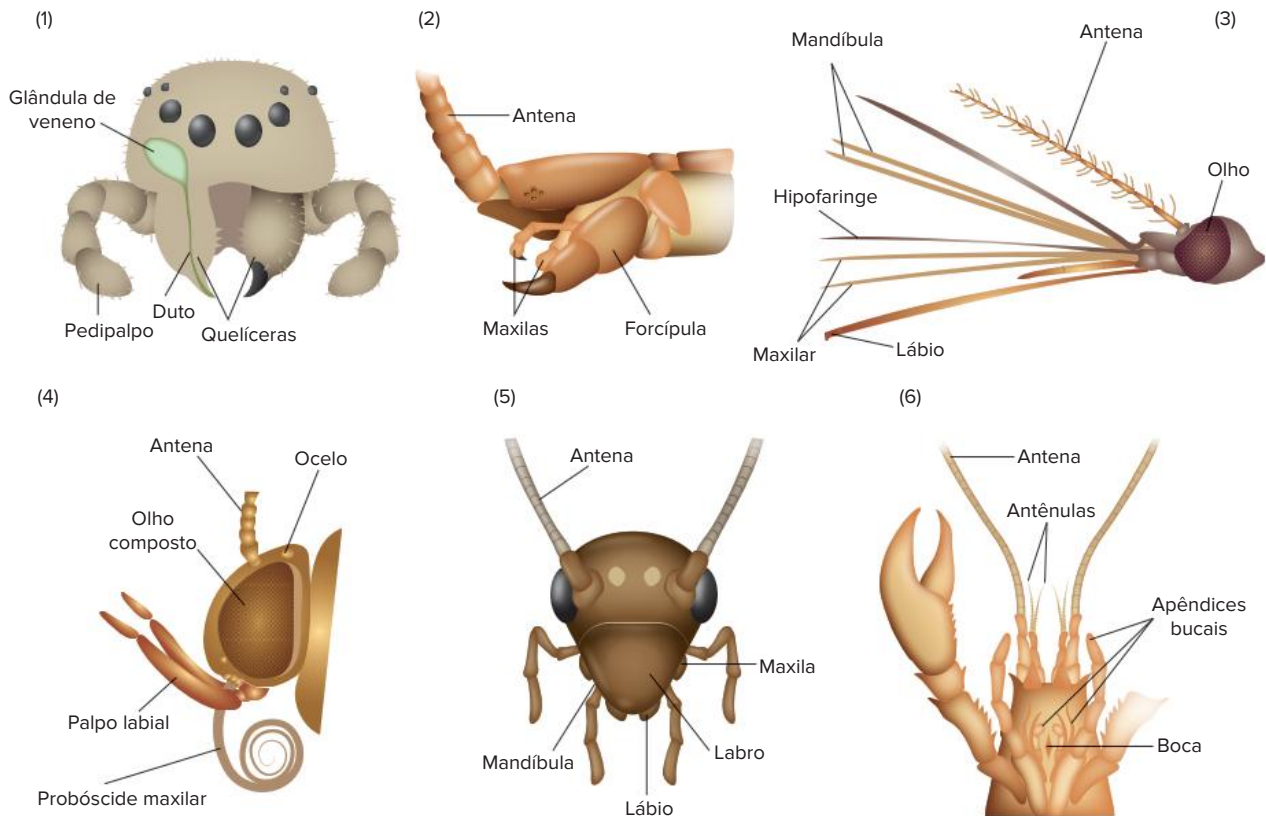 (1)
Glândula de
veneno
Pedipalpo
Duto
Quelíceras
(2)
Antena
Maxilas
Forcípula
(3)
Mandíbula
Antena
Olho
Hipofaringe
Maxilar
Lábio
(4)
Antena
Ocelo
Olho
composto
Palpo labial
Probóscide maxilar
(5)
Antena
Maxila
Mandíbula
Labro
Lábio
(6)
Antena
Antênulas
Apêndices
bucais
Boca